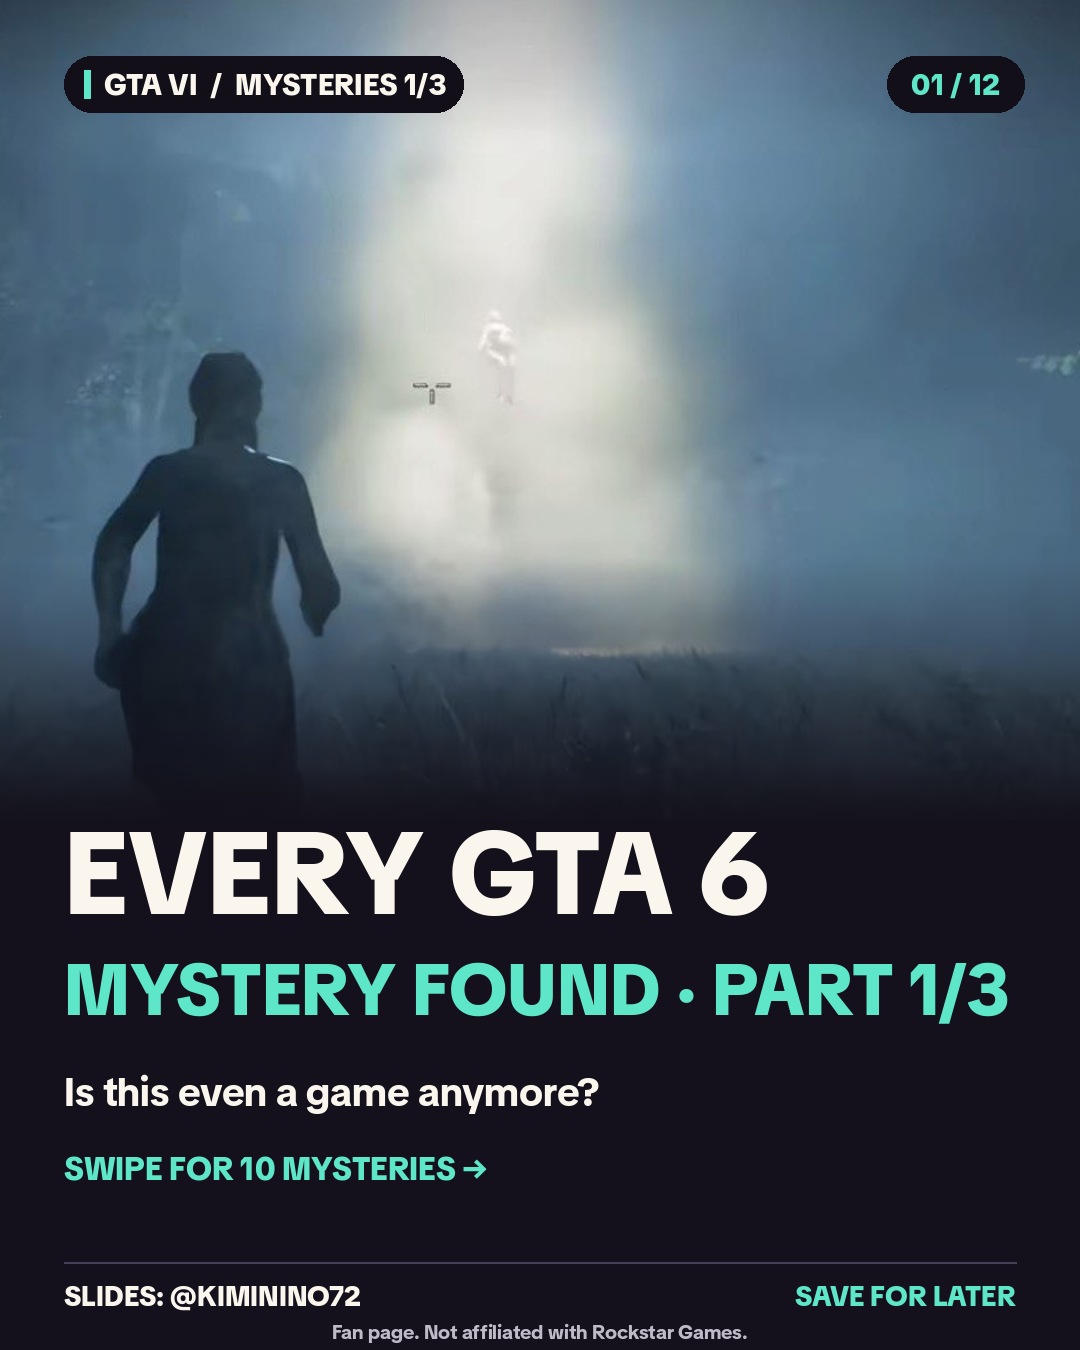 GTA VI / MYSTERIES 1/3
01 / 12
EVERY GTA 6
MYSTERY FOUND · PART 1/3
Is this even a game anymore?
SWIPE FOR 10 MYSTERIES →
SLIDES: @KIMININO72
SAVE FOR LATER
Fan page. Not affiliated with Rockstar Games.